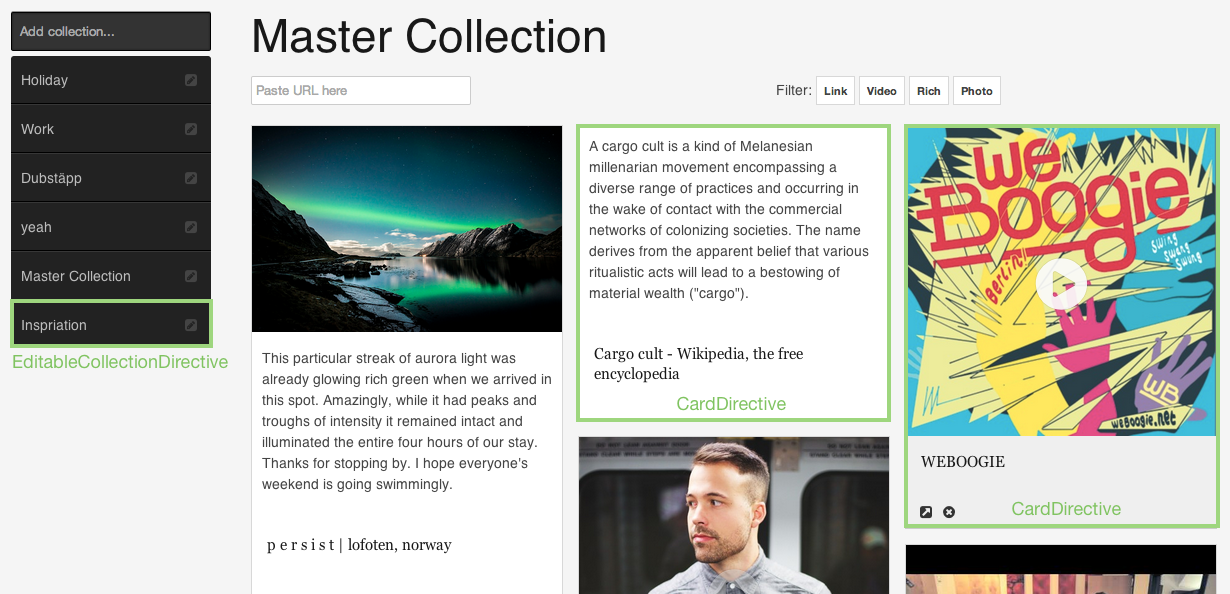 Add collection...
Holiday
Work
Dubstäpp
yeah
Master Collection
Inspriation
EditableCollectionDirective
Master Collection
Paste URL here
Filter: Link Video Rich Photo
This particular streak of aurora light was
already glowing rich green when we arrived in
this spot. Amazingly, while it had peaks and
troughs of intensity it remained intact and
illuminated the entire four hours of our stay.
Thanks for stopping by. I hope everyone's
weekend is going swimmingly.
p e r s i s t | lofoten, norway
A cargo cult is a kind of Melanesian
millenarian movement encompassing a
diverse range of practices and occurring in
the wake of contact with the commercial
networks of colonizing societies. The name
derives from the apparent belief that various
ritualistic acts will lead to a bestowing of
material wealth ("cargo").
Cargo cult - Wikipedia, the free
encyclopedia
CardDirective
we
Boogie
Berlin!
Swing
Sweng
Swung
WB
weboogie.net
WEBOOGIE
CardDirective